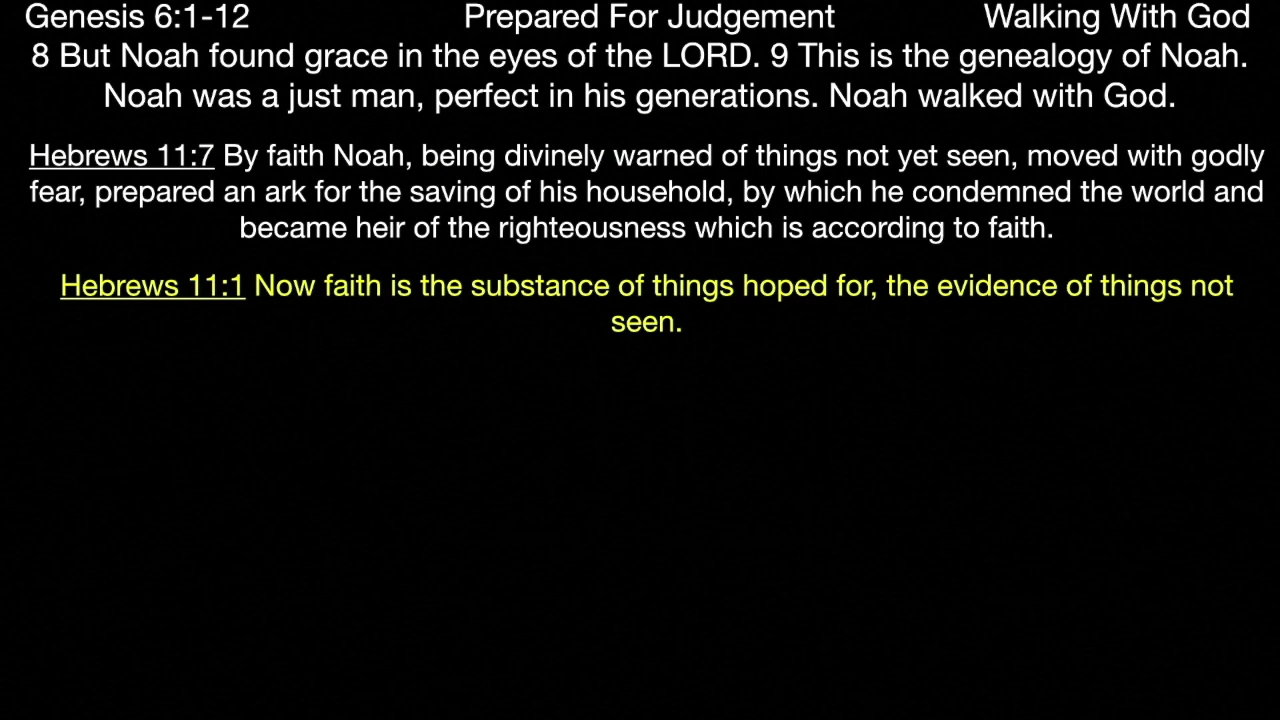 Genesis 6:1-12 Prepared For Judgement Walking With God
8 But Noah found grace in the eyes of the LORD. 9 This is the genealogy of Noah.
Noah was a just man, perfect in his generations. Noah walked with God.
Hebrews 11:7 By faith Noah, being divinely warned of things not yet seen, moved with godly
fear, prepared an ark for the saving of his household, by which he condemned the world and
became heir of the righteousness which is according to faith.
Hebrews 11:1 Now faith is the substance of things hoped for, the evidence of things not
seen.